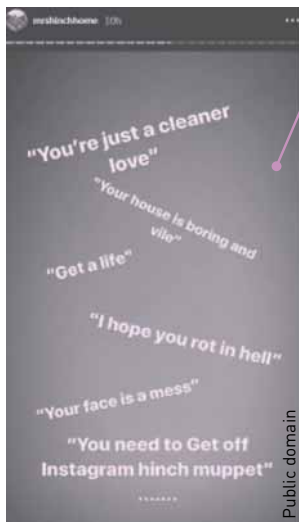 mrshinchhome 10h
"You're just a cleaner
love"
"Your house is boring and
vile"
"Get a life"
"I hope you rot in hell"
"Your face is a mess"
"You need to Get off
Instagram hinch muppet"
.......
Public domain